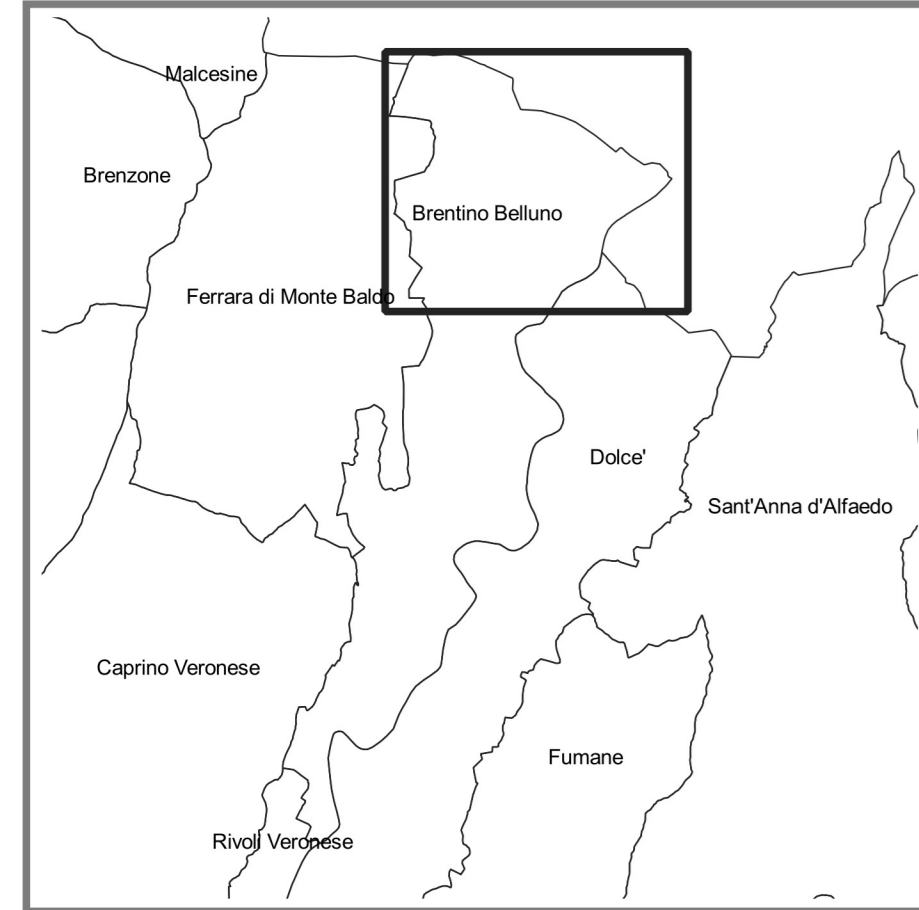 Malcesine
Brenzone
Brentino Belluno
Ferrara di Monte Baldo
Dolce'
Sant'Anna d'Alfaedo
Caprino Veronese
Fumane
Rivoli Veronese